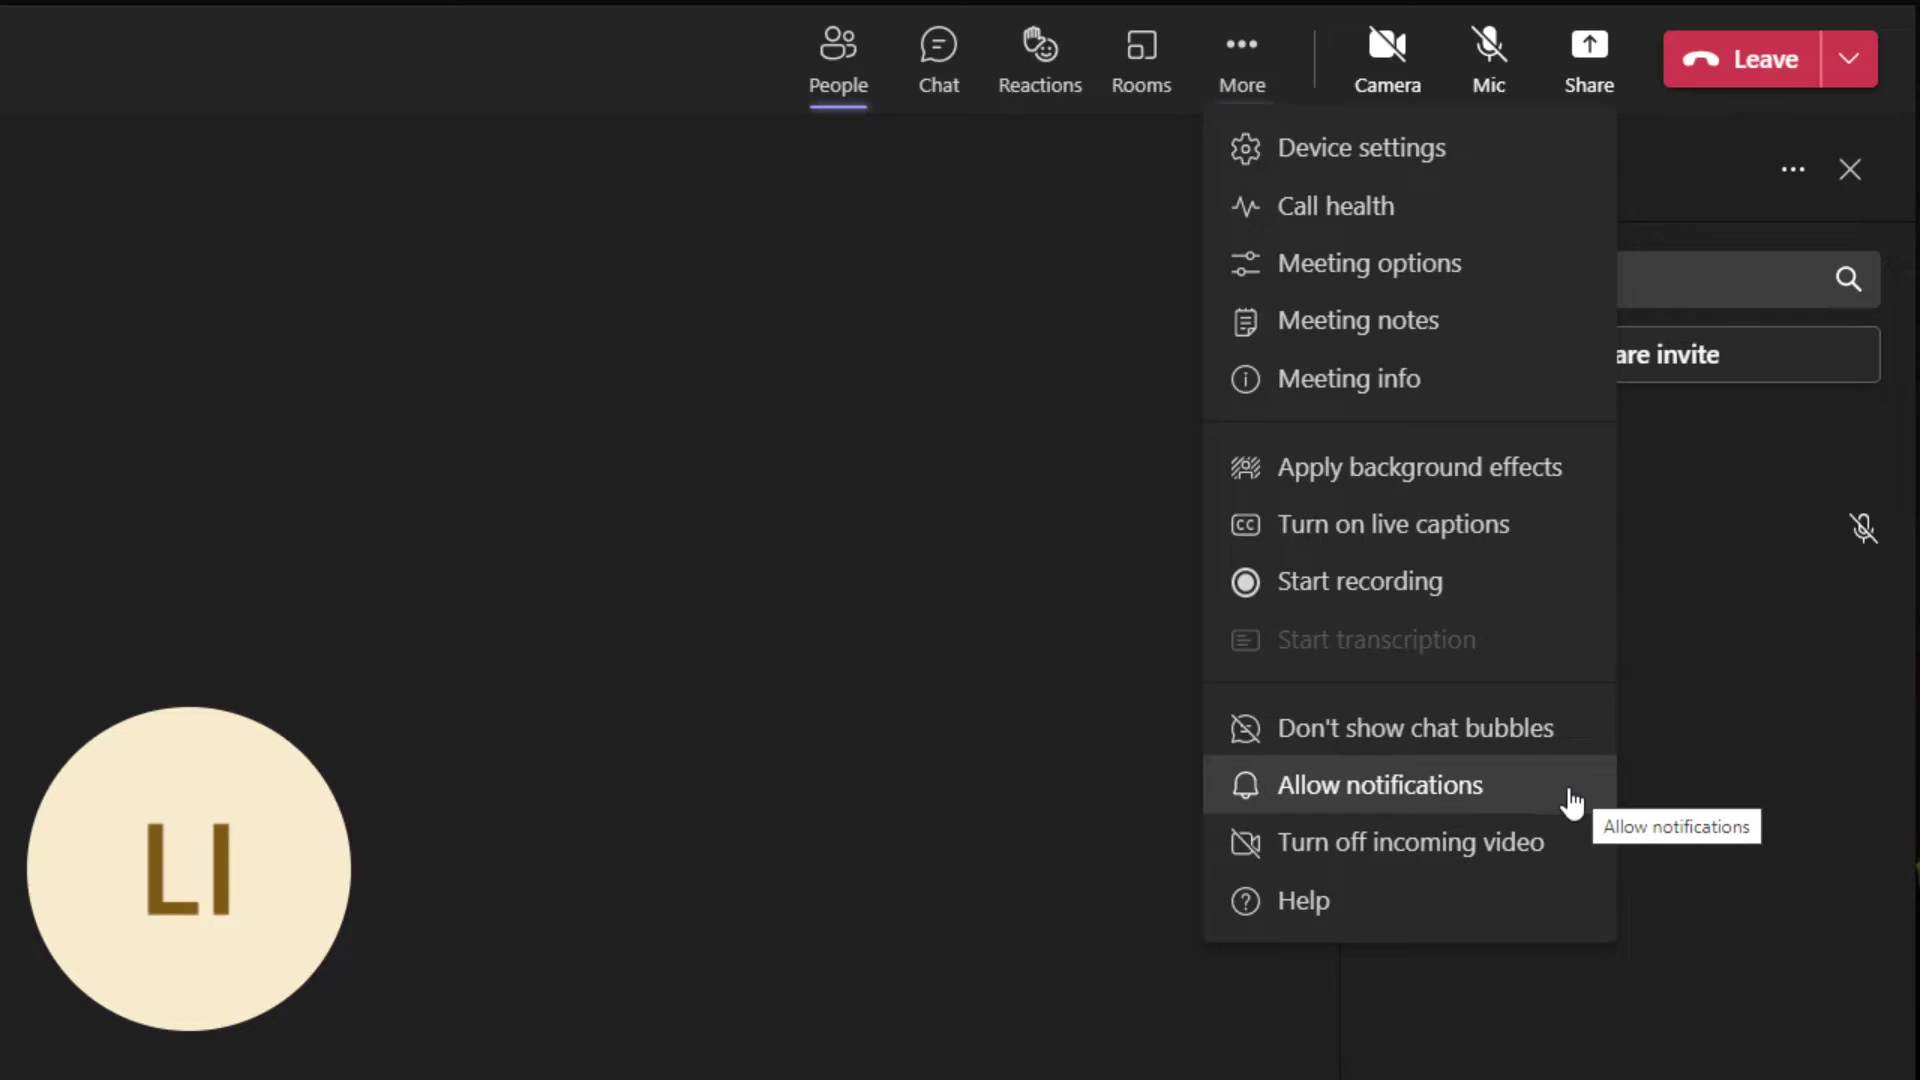 People
Chat
Reactions
Rooms
More
Camera
Mic
Share
Leave
Device settings
Call health
Meeting options
Meeting notes
are invite
Meeting info
Apply background effects
CC Turn on live captions
Start recording
Start transcription
Don't show chat bubbles
Allow notifications
Allow notifications
Turn off incoming video
Help
LI